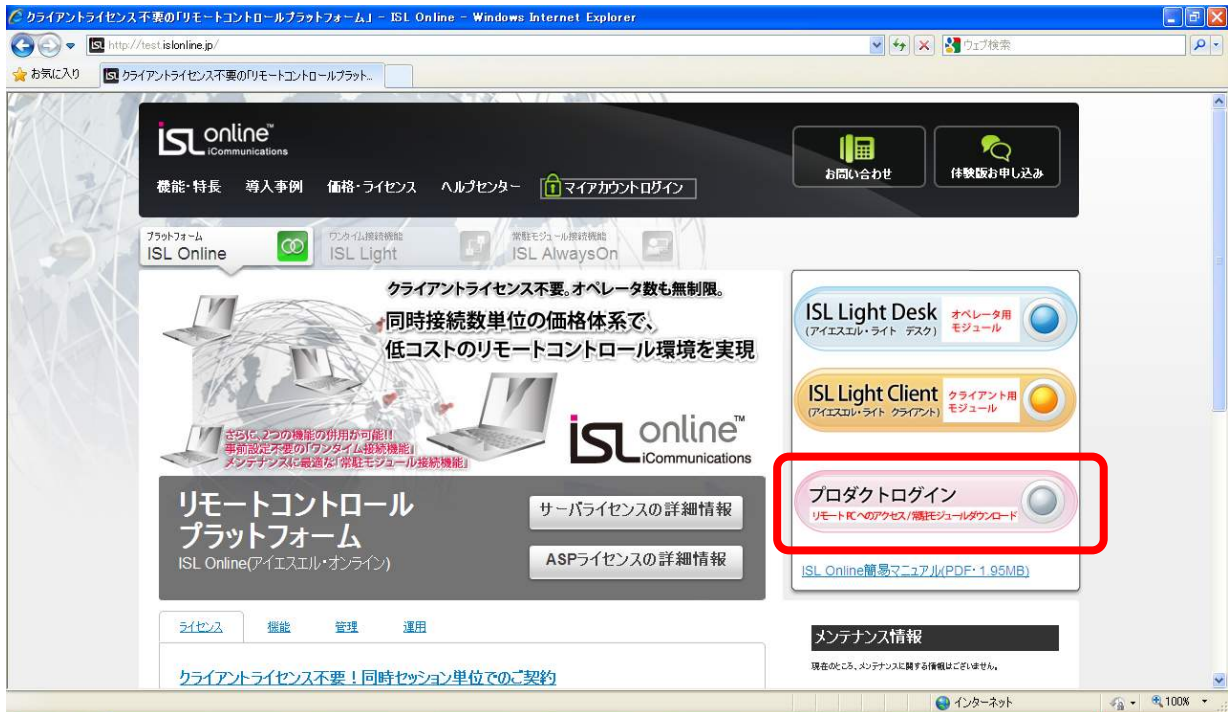 クライアントライセンス不要の「リモートコントロールプラットフォーム」 - ISL Online - Windows Internet Explorer
http://test.islonline.jp/
ウェブ検索
お気に入り
クライアントライセンス不要の「リモートコントロールプラット...
isl online™
iCommunications
お問い合わせ
体験版お申し込み
機能・特長 導入事例 価格・ライセンス ヘルプセンター マイアカウントログイン
プラットフォーム
ISL Online
ワンタイム接続機能
ISL Light
常駐モジュール接続機能
ISL AlwaysOn
クライアントライセンス不要。オペレータ数も無制限。
同時接続数単位の価格体系で、
低コストのリモートコントロール環境を実現
さらに、2つの機能の併用が可能!!
事前設定不要の「ワンタイム接続機能」
メンテナンスに最適な「常駐モジュール接続機能」
isl online™
iCommunications
ISL Light Desk
(アイエスエル・ライト デスク)
オペレータ用
モジュール
ISL Light Client
(アイエスエル・ライト クライアント)
クライアント用
モジュール
プロダクトログイン
リモートPCへのアクセス/常駐モジュールダウンロード
ISL Online簡易マニュアル(PDF・1.95MB)
リモートコントロール
プラットフォーム
ISL Online(アイエスエル・オンライン)
サーバライセンスの詳細情報
ASPライセンスの詳細情報
ライセンス 機能 管理 運用
クライアントライセンス不要！同時セッション単位でのご契約
メンテナンス情報
現在のところ、メンテナンスに関する情報はございません。
インターネット
100%